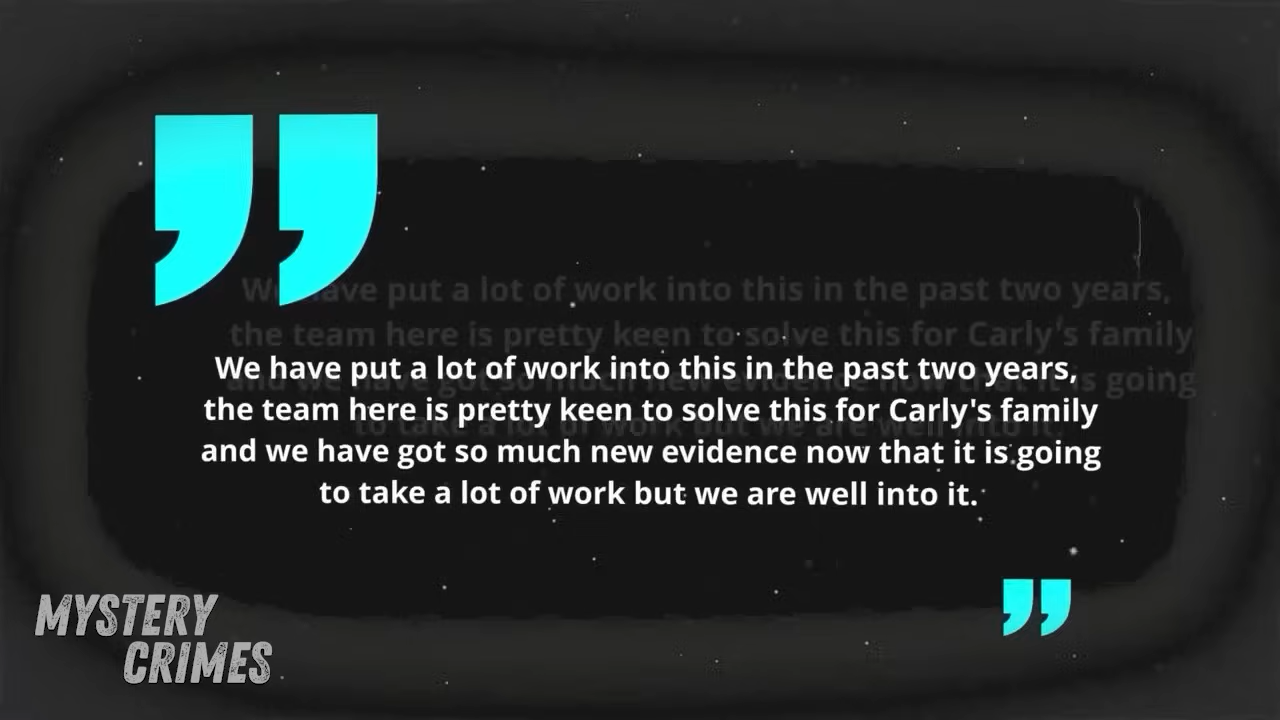 We have put a lot of work into this in the past two years,
the team here is pretty keen to solve this for Carly's family
and we have got so much new evidence now that it is going
to take a lot of work but we are well into it.
MYSTERY
CRIMES